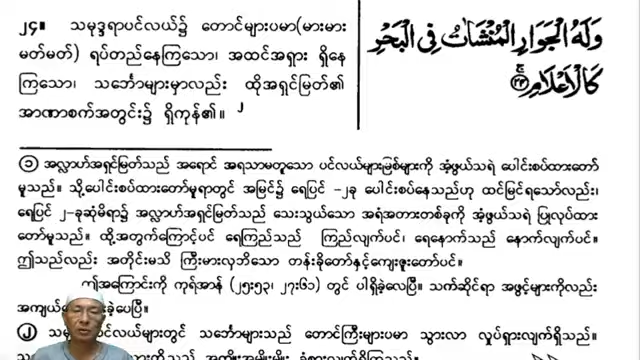 ၂၄။ သမုဒ္ဒရာပင်လယ်၌ တောင်များပမာ(မားမား
မတ်မတ်) ရပ်တည်နေကြသော၊ အထင်အရှား ရှိနေ
ကြသော၊ သင်္ဘောများမှာလည်း ထိုအရှင်မြတ်၏
အာဏာစက်အတွင်း၌ ရှိကုန်၏။ ၂
وَلَهُ الْجَوَارِ الْمُنْشَاٰتُ فِي الْبَحْرِ
كَالْاَعْلَامِ ۚ ﴿۲۴﴾
① အလ္လာဟ်အရှင်မြတ်သည် အရောင် အရသာမတူသော ပင်လယ်များမြစ်များကို အံ့ဖွယ်သရဲ ပေါင်းစပ်ထားတော်
မူသည်။ သို့ပေါင်းစပ်ထားတော်မူရာတွင် အမြင်၌ ရေပြင် –၂ခု ပေါင်းစပ်နေသည်ဟု ထင်မြင်ရသော်လည်း၊
ရေပြင် ၂–ခုဆုံမိရာ၌ အလ္လာဟ်အရှင်မြတ်သည် သေးသွယ်သော အရံအတားတစ်ခုကို အံ့ဖွယ်သရဲ ပြုလုပ်ထား
တော်မူသည်။ ထို့အတွက်ကြောင့်ပင် ရေကြည်သည် ကြည်လျက်ပင်၊ ရေနောက်သည် နောက်လျက်ပင်။
ဤသည်လည်း အတိုင်းမသိ ကြီးမားလှဘိသော တန်းခိုတော်နှင့်ကျေးဇူးတော်ပင်။
ဤအကြောင်းကို ကုရ်အာန် (၂၅:၅၃၊ ၂၇:၆၁) တွင် ပါရှိခဲ့လေပြီ။ သက်ဆိုင်ရာ အဖွင့်များကိုလည်း
အကျယ် ခဲ့ပေပြီ။
② သမု ပင်လယ်များတွင် သင်္ဘောများသည် တောင်ကြီးများပမာ သွားလာ လှုပ်ရှားလျက်ရှိသည်။